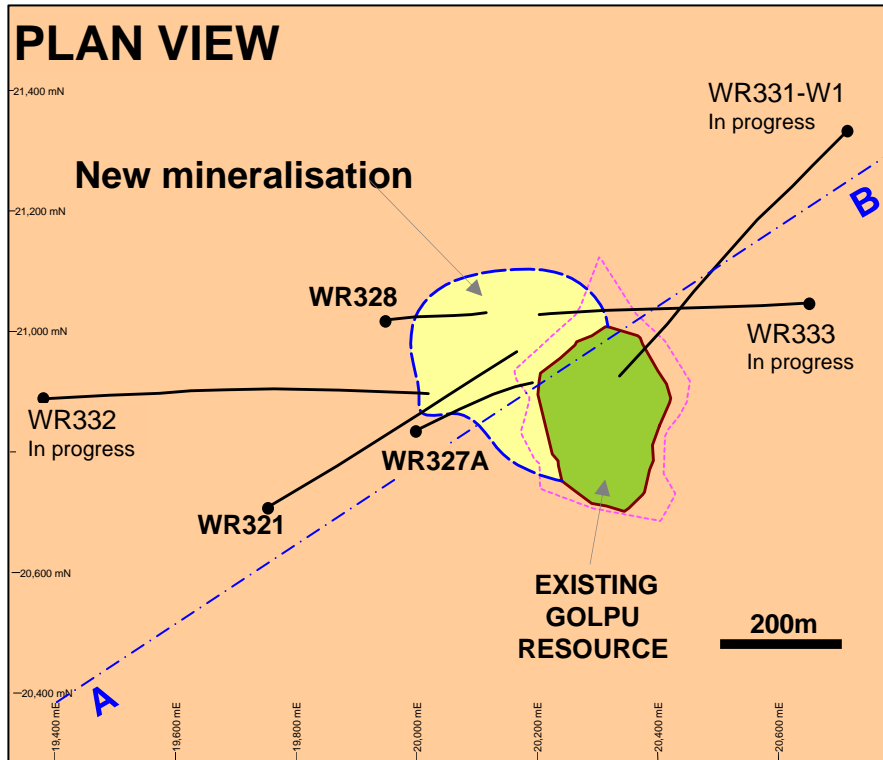 PLAN VIEW
21,400 mN
WR331-W1
In progress
New mineralisation
B
21,200 mN
WR328
21,000 mN
WR333
In progress
WR332
In progress
WR327A
WR321
20,600 mN
EXISTING
GOLPU
RESOURCE
200m
20,400 mN
A
19,400 mE
19,600 mE
19,800 mE
20,000 mE
20,200 mE
20,400 mE
20,600 mE